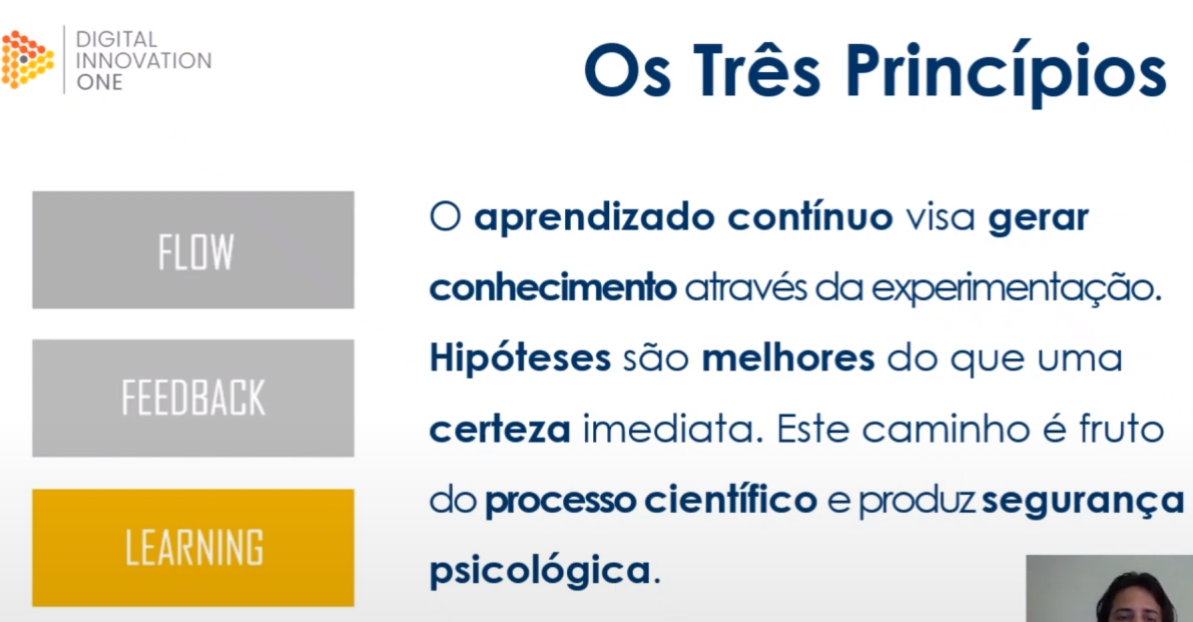 DIGITAL
INNOVATION
ONE
Os Três Princípios
FLOW
FEEDBACK
LEARNING
O aprendizado contínuo visa gerar
conhecimento através da experimentação.
Hipóteses são melhores do que uma
certeza imediata. Este caminho é fruto
do processo científico e produz segurança
psicológica.